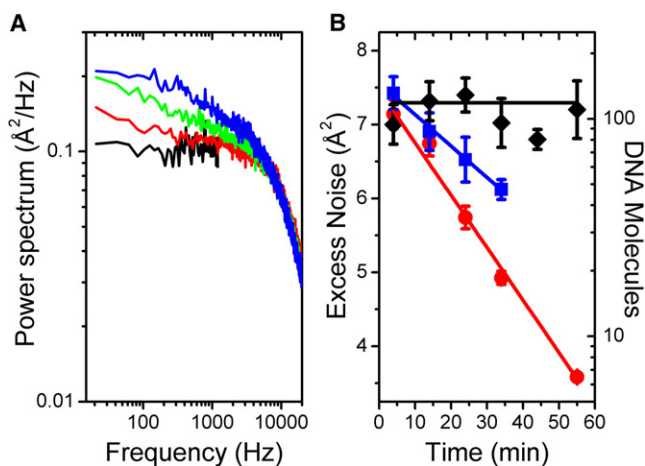 A
Power spectrum (Å²/Hz)
0.1
0.01
100
1000
10000
Frequency (Hz)
B
Excess Noise (Å²)
8
7
6
5
4
0 10 20 30 40 50 60
Time (min)
100
10
DNA Molecules